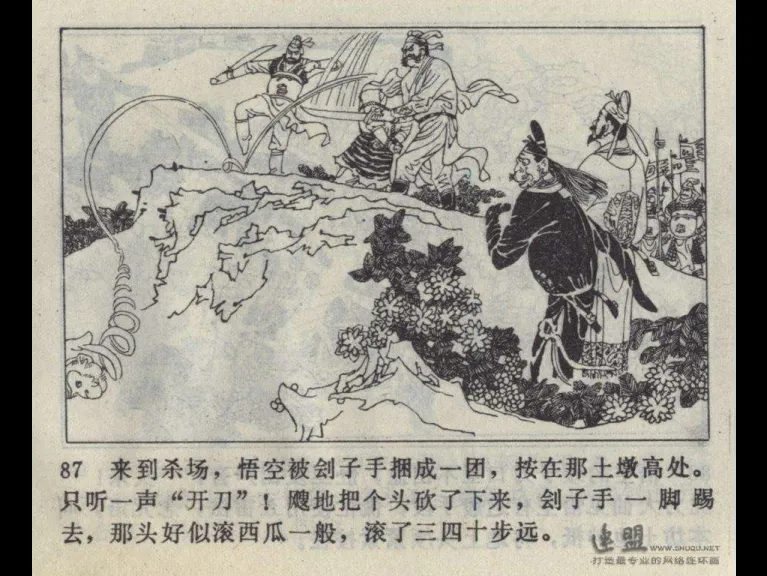 87 来到杀场，悟空被刽子手捆成一团，按在那土墩高处。
只听一声“开刀”！飕地把个头砍了下来，刽子手一脚踢
去，那头好似滚西瓜一般，滚了三四十步远。
连盟 WWW.SHUQU.NET
打造最专业的网络连环画